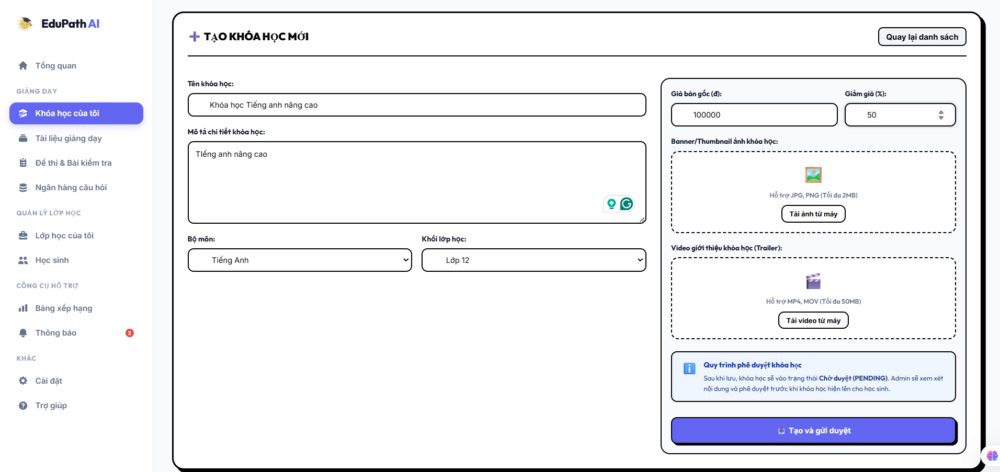 EduPath AI
Tổng quan
GIẢNG DẠY
Khóa học của tôi
Tài liệu giảng dạy
Đề thi & Bài kiểm tra
Ngân hàng câu hỏi
QUẢN LÝ LỚP HỌC
Lớp học của tôi
Học sinh
CÔNG CỤ HỖ TRỢ
Bảng xếp hạng
Thông báo 2
KHÁC
Cài đặt
Trợ giúp
TẠO KHÓA HỌC MỚI
Quay lại danh sách
Tên khóa học:
Khóa học Tiếng anh nâng cao
Mô tả chi tiết khóa học:
TIếng anh nâng cao
Bộ môn:
Khối lớp học:
Tiếng Anh
Lớp 12
Giá bán gốc (đ):
Giảm giá (%):
100000
50
Banner/Thumbnail ảnh khóa học:
Hỗ trợ JPG, PNG (Tối đa 2MB)
Tải ảnh từ máy
Video giới thiệu khóa học (Trailer):
Hỗ trợ MP4, MOV (Tối đa 50MB)
Tải video từ máy
Quy trình phê duyệt khóa học
Sau khi lưu, khóa học sẽ vào trạng thái Chờ duyệt (PENDING). Admin sẽ xem xét
nội dung và phê duyệt trước khi khóa học hiện lên cho học sinh.
Tạo và gửi duyệt